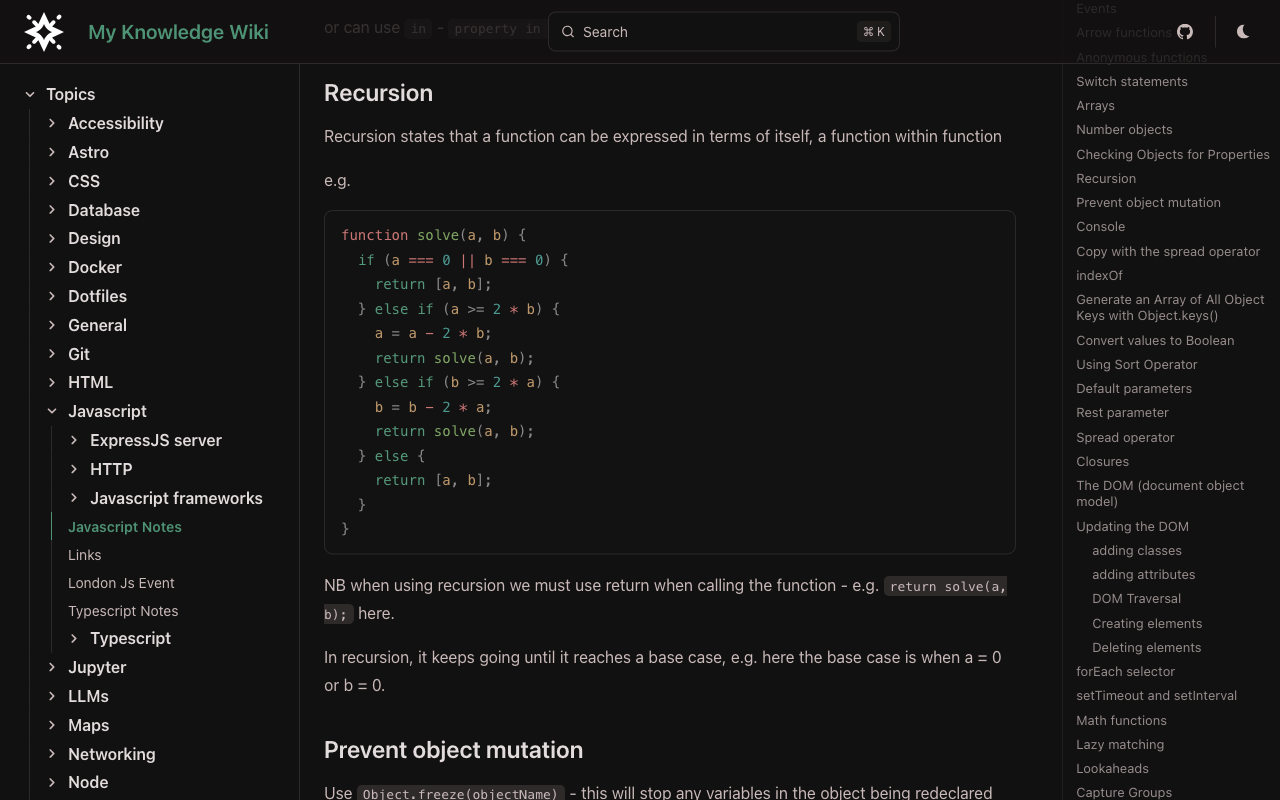 My Knowledge Wiki
or can use in - property in
Search
⌘ K
Topics
Accessibility
Astro
CSS
Database
Design
Docker
Dotfiles
General
Git
HTML
Javascript
ExpressJS server
HTTP
Javascript frameworks
Javascript Notes
Links
London Js Event
Typescript Notes
Typescript
Jupyter
LLMs
Maps
Networking
Node
Recursion
Recursion states that a function can be expressed in terms of itself, a function within function
e.g.
function solve(a, b) {
  if (a === 0 || b === 0) {
    return [a, b];
  } else if (a >= 2 * b) {
    a = a - 2 * b;
    return solve(a, b);
  } else if (b >= 2 * a) {
    b = b - 2 * a;
    return solve(a, b);
  } else {
    return [a, b];
  }
}
NB when using recursion we must use return when calling the function - e.g. return solve(a,
b); here.
In recursion, it keeps going until it reaches a base case, e.g. here the base case is when a = 0
or b = 0.
Prevent object mutation
Use Object.freeze(objectName) - this will stop any variables in the object being redeclared
Events
Arrow functions
Anonymous functions
Switch statements
Arrays
Number objects
Checking Objects for Properties
Recursion
Prevent object mutation
Console
Copy with the spread operator
indexOf
Generate an Array of All Object
Keys with Object.keys()
Convert values to Boolean
Using Sort Operator
Default parameters
Rest parameter
Spread operator
Closures
The DOM (document object
model)
Updating the DOM
adding classes
adding attributes
DOM Traversal
Creating elements
Deleting elements
forEach selector
setTimeout and setInterval
Math functions
Lazy matching
Lookaheads
Capture Groups